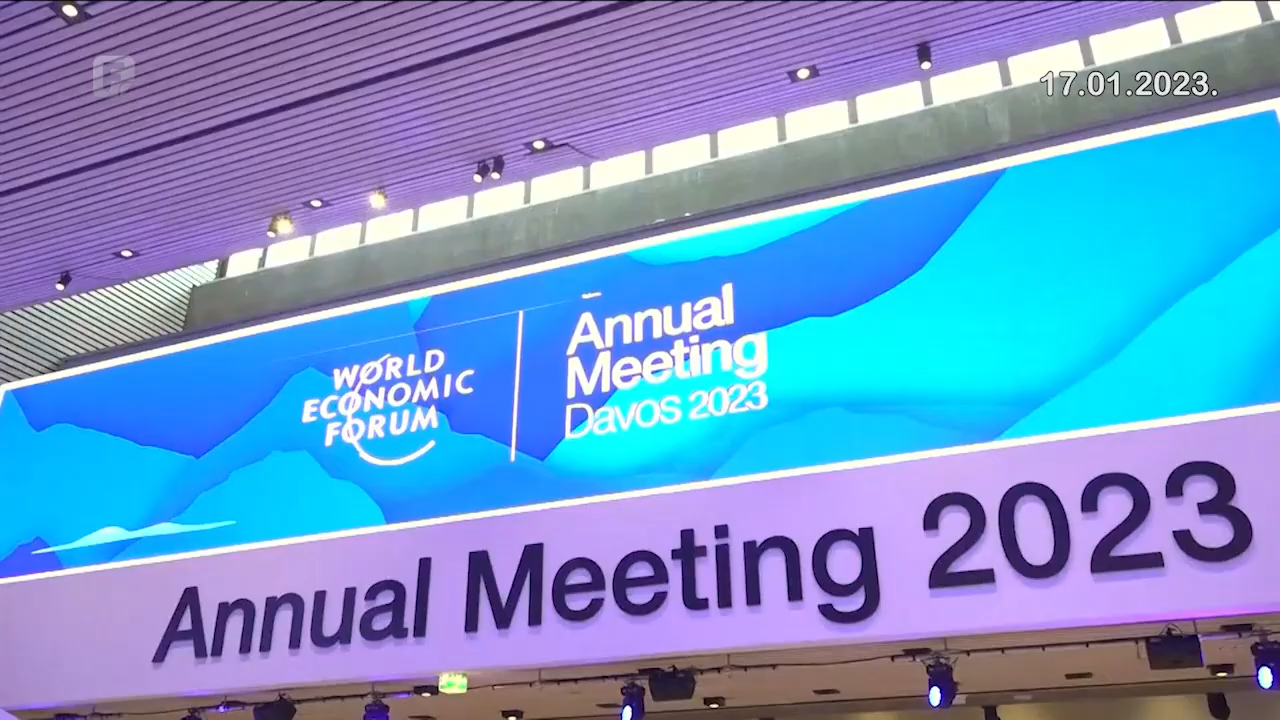 17.01.2023.
WORLD
ECONOMIC
FORUM
Annual
Meeting
Davos 2023
Annual Meeting 2023